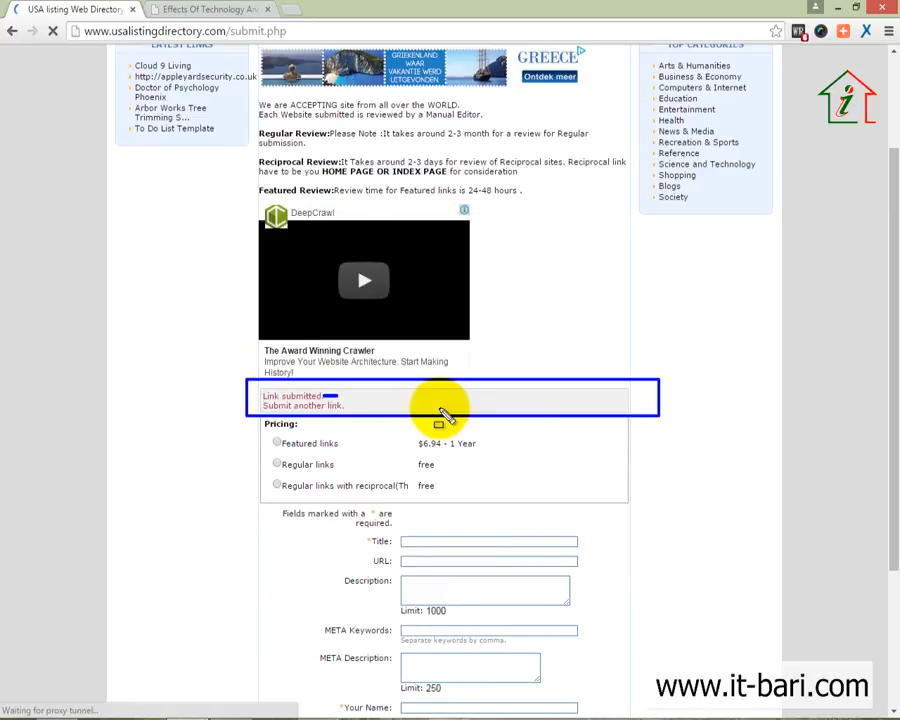 USA listing Web Directory
Effects Of Technology An
www.usalistingdirectory.com/submit.php
LATEST LINKS
Cloud 9 Living
http://appleyardsecurity.co.uk
Doctor of Psychology
Phoenix
Arbor Works Tree
Trimming S...
To Do List Template
GRIEKENLAND
WAAR
VAKANTIE WERD
UITGEVONDEN
GREECE
Ontdek meer
We are ACCEPTING site from all over the WORLD.
Each Website submitted is reviewed by a Manual Editor.
Regular Review:Please Note :It takes around 2-3 month for a review for Regular
submission.
Reciprocal Review:It Takes around 2-3 days for review of Reciprocal sites. Reciprocal link
have to be you HOME PAGE OR INDEX PAGE for consideration
Featured Review:Review time for Featured links is 24-48 hours .
DeepCrawl
The Award Winning Crawler
Improve Your Website Architecture. Start Making
History!
Link submitted.
Submit another link.
Pricing:
Featured links $6.94 - 1 Year
Regular links free
Regular links with reciprocal(Th free
Fields marked with a * are
required.
*Title:
URL:
Description:
Limit: 1000
META Keywords:
Separate keywords by comma.
META Description:
Limit: 250
*Your Name:
TOP CATEGORIES
Arts & Humanities
Business & Economy
Computers & Internet
Education
Entertainment
Health
News & Media
Recreation & Sports
Reference
Science and Technology
Shopping
Blogs
Society
i
www.it-bari.com
Waiting for proxy tunnel...